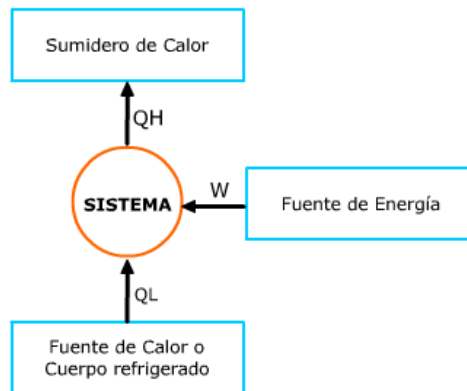 Sumidero de Calor
QH
SISTEMA
W
Fuente de Energía
QL
Fuente de Calor o
Cuerpo refrigerado